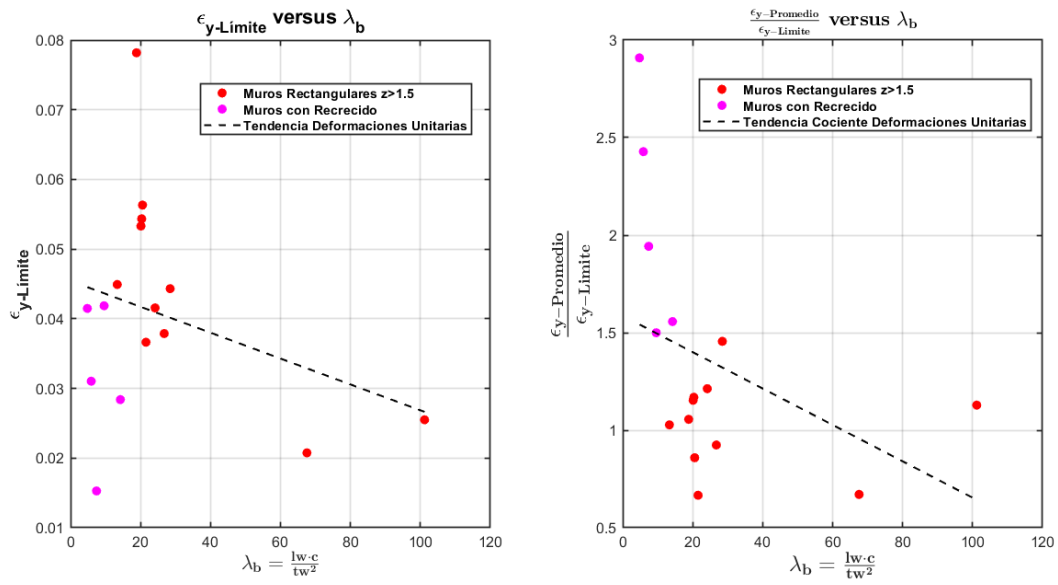 ϵy-Límite versus λb
0.08
0.07
0.06
0.05
0.04
0.03
0.02
0.01
ϵy-Límite
Muros Rectangulares z>1.5
Muros con Recrecido
Tendencia Deformaciones Unitarias
0 20 40 60 80 100 120
λb = lw·c/tw²
ϵy−Promedio/ϵy−Limite versus λb
3
2.5
2
1.5
1
0.5
ϵy−Promedio
ϵy−Limite
Muros Rectangulares z>1.5
Muros con Recrecido
Tendencia Cociente Deformaciones Unitarias
0 20 40 60 80 100 120
λb = lw·c/tw²